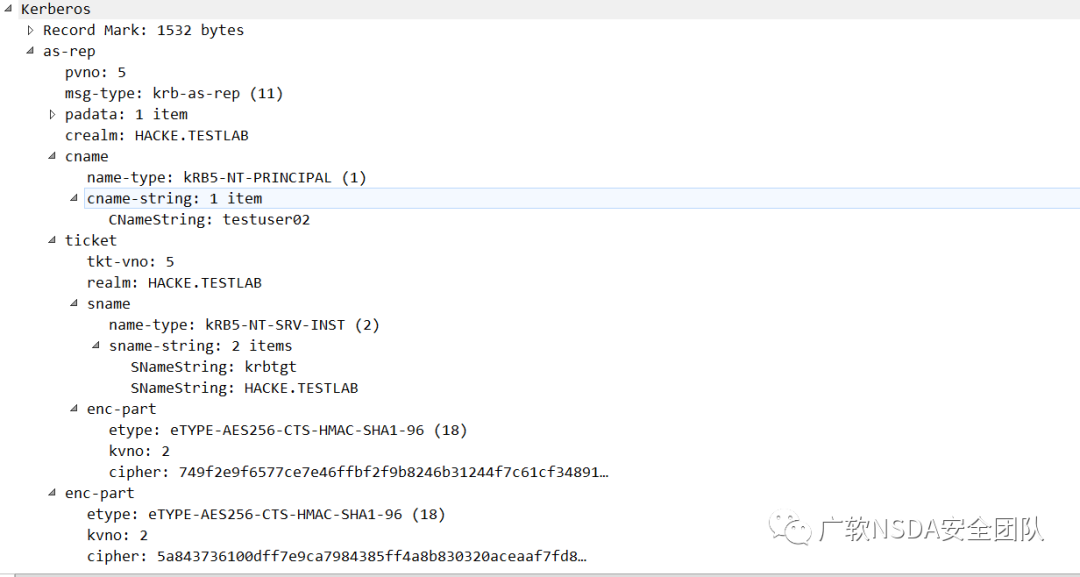 Kerberos
Record Mark: 1532 bytes
as-rep
pvno: 5
msg-type: krb-as-rep (11)
padata: 1 item
crealm: HACKE.TESTLAB
cname
name-type: kRB5-NT-PRINCIPAL (1)
cname-string: 1 item
CNameString: testuser02
ticket
tkt-vno: 5
realm: HACKE.TESTLAB
sname
name-type: kRB5-NT-SRV-INST (2)
sname-string: 2 items
SNameString: krbtgt
SNameString: HACKE.TESTLAB
enc-part
etype: eTYPE-AES256-CTS-HMAC-SHA1-96 (18)
kvno: 2
cipher: 749f2e9f6577ce7e46ffbf2f9b8246b31244f7c61cf34891…
enc-part
etype: eTYPE-AES256-CTS-HMAC-SHA1-96 (18)
kvno: 2
cipher: 5a843736100dff7e9ca7984385ff4a8b830320aceaaf7fd8…
广软NSDA安全团队